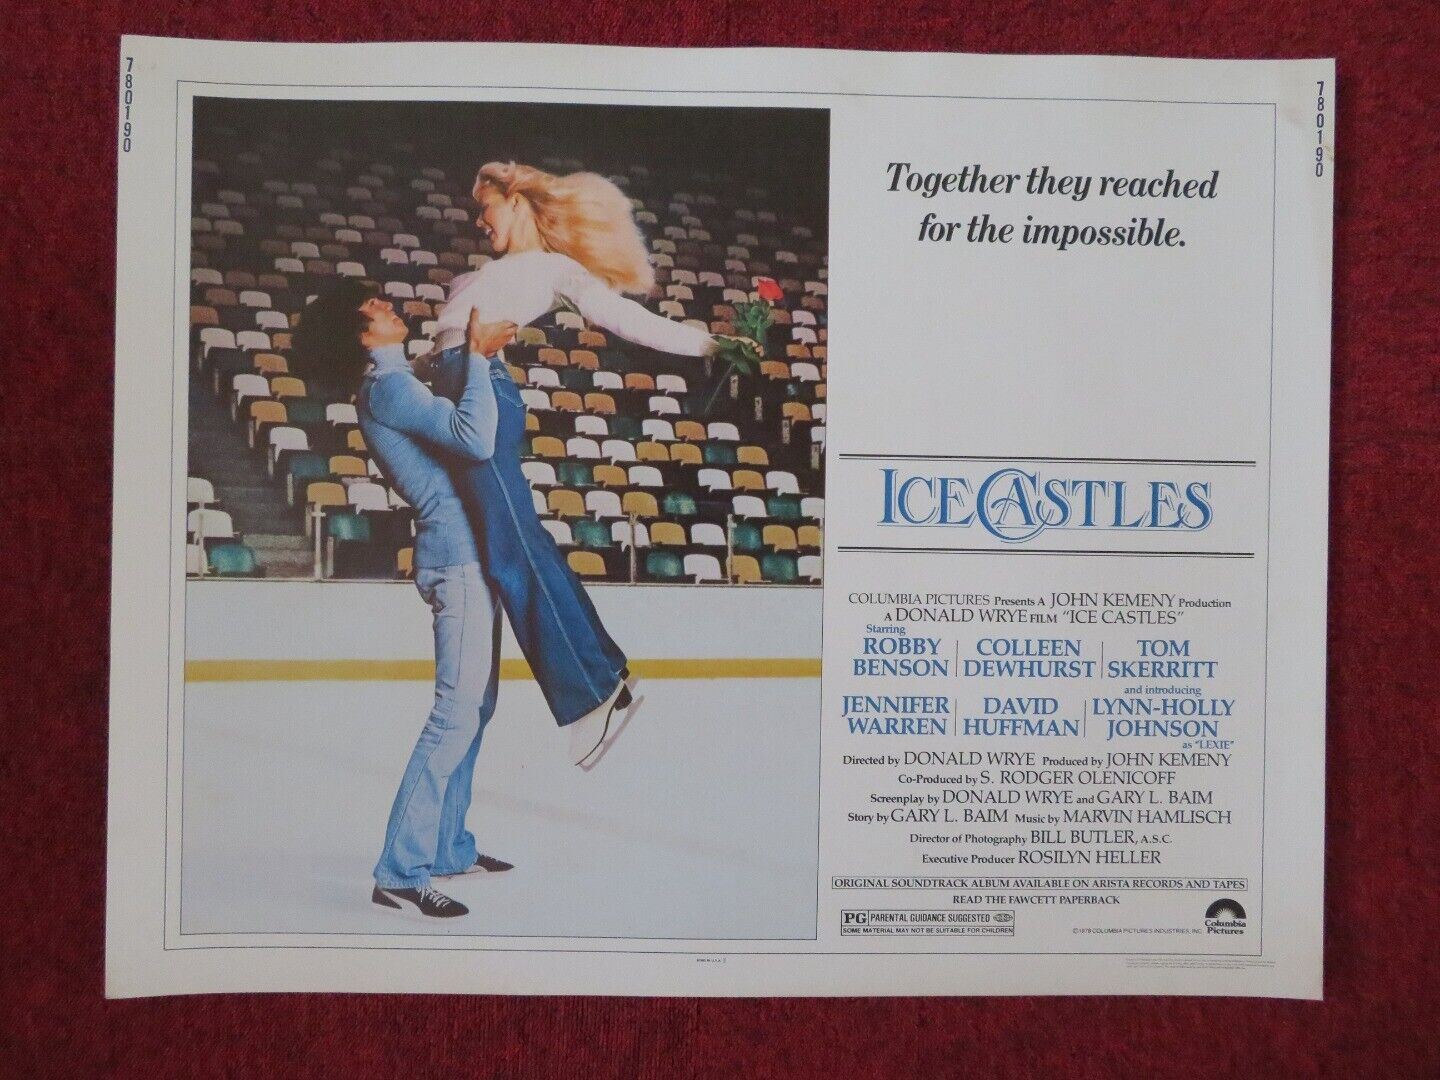 780190
780190
Together they reached
for the impossible.
ICE CASTLES
COLUMBIA PICTURES Presents A JOHN KEMENY Production
A DONALD WRYE FILM "ICE CASTLES"
Starring
ROBBY BENSON
COLLEEN DEWHURST
TOM SKERRITT
JENNIFER WARREN
DAVID HUFFMAN
and introducing
LYNN-HOLLY JOHNSON
as "LEXIE"
Directed by DONALD WRYE Produced by JOHN KEMENY
Co-Produced by S. RODGER OLENICOFF
Screenplay by DONALD WRYE and GARY L. BAIM
Story by GARY L. BAIM Music by MARVIN HAMLISCH
Director of Photography BILL BUTLER, A.S.C.
Executive Producer ROSILYN HELLER
ORIGINAL SOUNDTRACK ALBUM AVAILABLE ON ARISTA RECORDS AND TAPES
READ THE FAWCETT PAPERBACK
PG PARENTAL GUIDANCE SUGGESTED
SOME MATERIAL MAY NOT BE SUITABLE FOR CHILDREN
©1978 COLUMBIA PICTURES INDUSTRIES, INC.
Columbia
Pictures